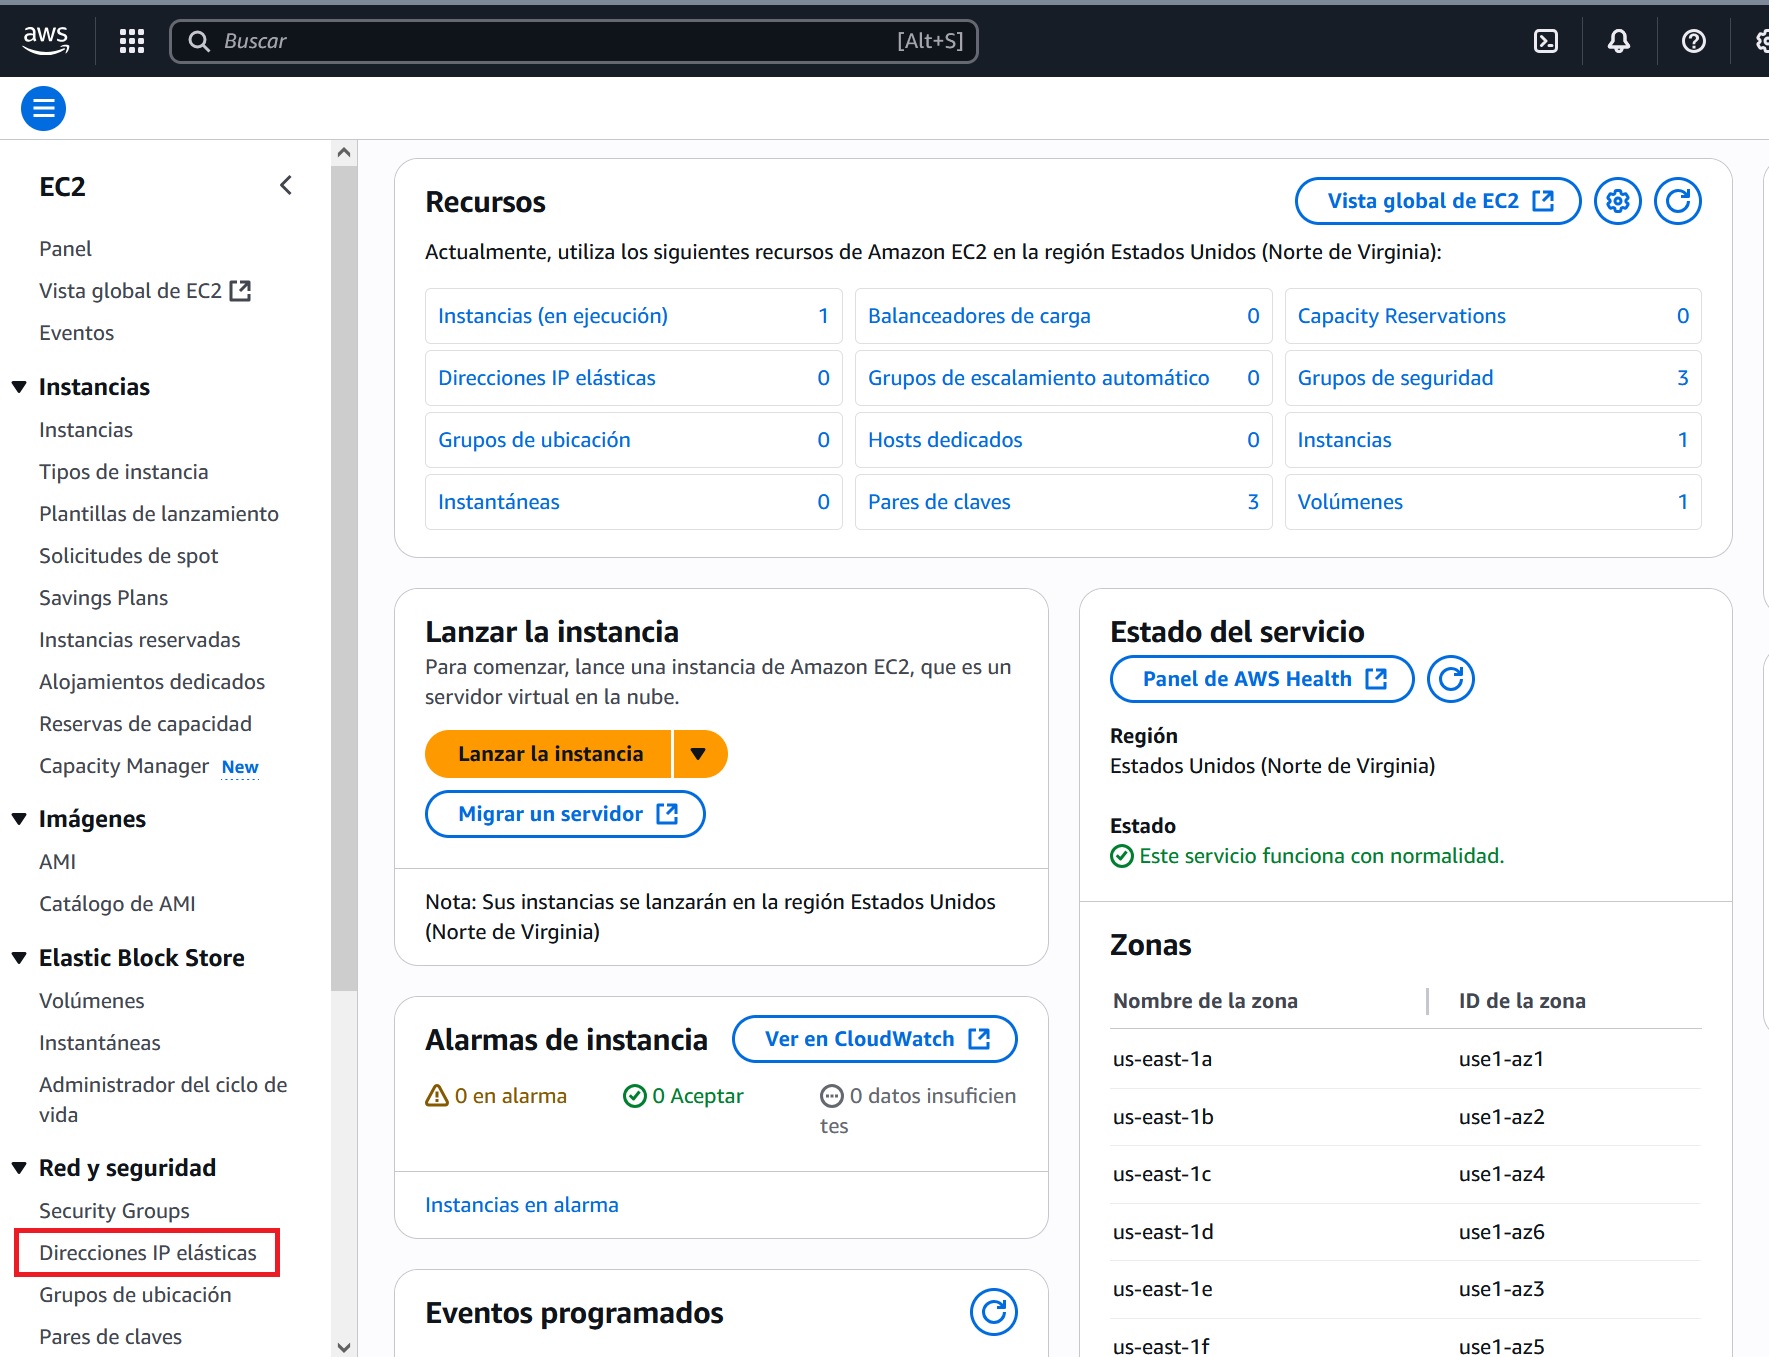 aws
Buscar [Alt+S]
EC2
Panel
Vista global de EC2
Eventos
Instancias
Instancias
Tipos de instancia
Plantillas de lanzamiento
Solicitudes de spot
Savings Plans
Instancias reservadas
Alojamientos dedicados
Reservas de capacidad
Capacity Manager New
Imágenes
AMI
Catálogo de AMI
Elastic Block Store
Volúmenes
Instantáneas
Administrador del ciclo de
vida
Red y seguridad
Security Groups
Direcciones IP elásticas
Grupos de ubicación
Pares de claves
Recursos
Vista global de EC2
Actualmente, utiliza los siguientes recursos de Amazon EC2 en la región Estados Unidos (Norte de Virginia):
Instancias (en ejecución) 1
Balanceadores de carga 0
Capacity Reservations 0
Direcciones IP elásticas 0
Grupos de escalamiento automático 0
Grupos de seguridad 3
Grupos de ubicación 0
Hosts dedicados 0
Instancias 1
Instantáneas 0
Pares de claves 3
Volúmenes 1
Lanzar la instancia
Para comenzar, lance una instancia de Amazon EC2, que es un
servidor virtual en la nube.
Lanzar la instancia
Migrar un servidor
Nota: Sus instancias se lanzarán en la región Estados Unidos
(Norte de Virginia)
Alarmas de instancia
Ver en CloudWatch
0 en alarma
0 Aceptar
0 datos insuficien
tes
Instancias en alarma
Eventos programados
Estado del servicio
Panel de AWS Health
Región
Estados Unidos (Norte de Virginia)
Estado
Este servicio funciona con normalidad.
Zonas
Nombre de la zona ID de la zona
us-east-1a use1-az1
us-east-1b use1-az2
us-east-1c use1-az4
us-east-1d use1-az6
us-east-1e use1-az3
us-east-1f use1-az5